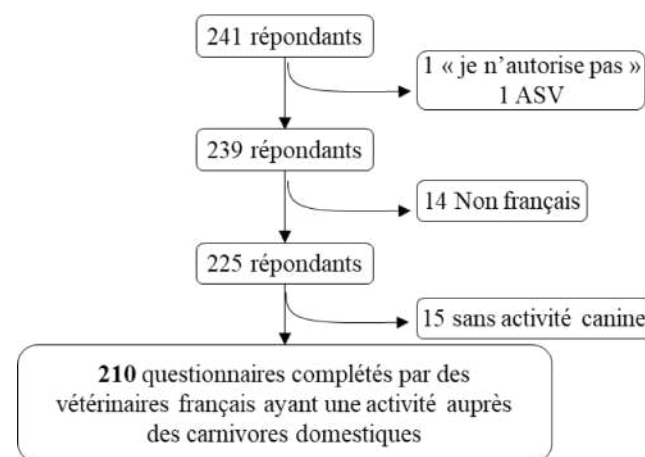 241 répondants
1 « je n’autorise pas »
1 ASV
239 répondants
14 Non français
225 répondants
15 sans activité canine
210 questionnaires complétés par des
vétérinaires français ayant une activité auprès
des carnivores domestiques